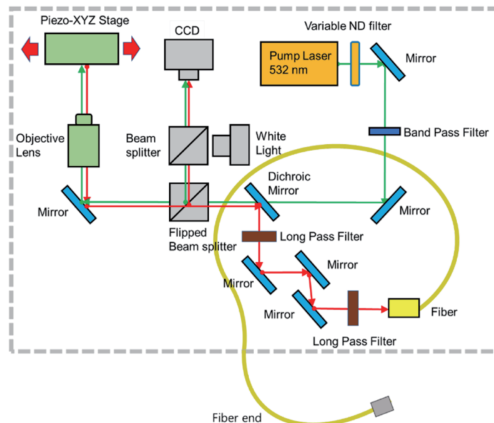 Piezo-XYZ Stage
CCD
Variable ND filter
Pump Laser
532 nm
Mirror
Objective
Lens
Beam
splitter
White
Light
Band Pass Filter
Mirror
Flipped
Beam splitter
Dichroic
Mirror
Mirror
Long Pass Filter
Mirror
Mirror
Mirror
Fiber
Long Pass Filter
Fiber end